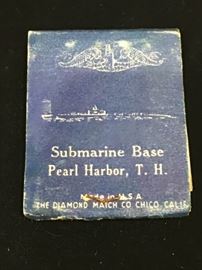 Submarine Base
Pearl Harbor, T. H.
Made in U.S.A
THE DIAMOND MATCH CO CHICO, CALIF.